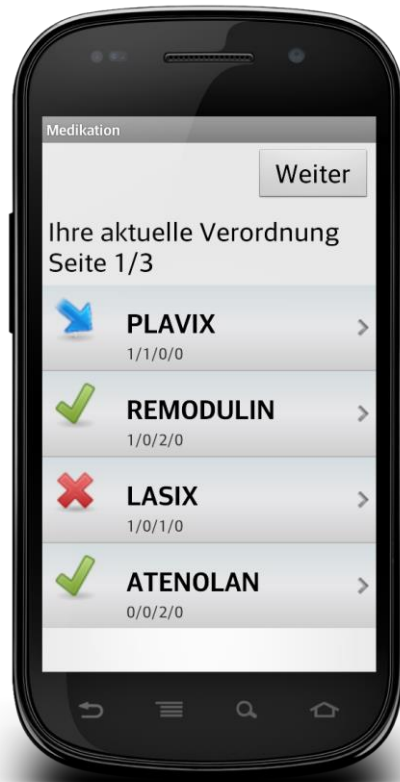 Medikation
Weiter
Ihre aktuelle Verordnung
Seite 1/3
PLAVIX
1/1/0/0
REMODULIN
1/0/2/0
LASIX
1/0/1/0
ATENOLAN
0/0/2/0